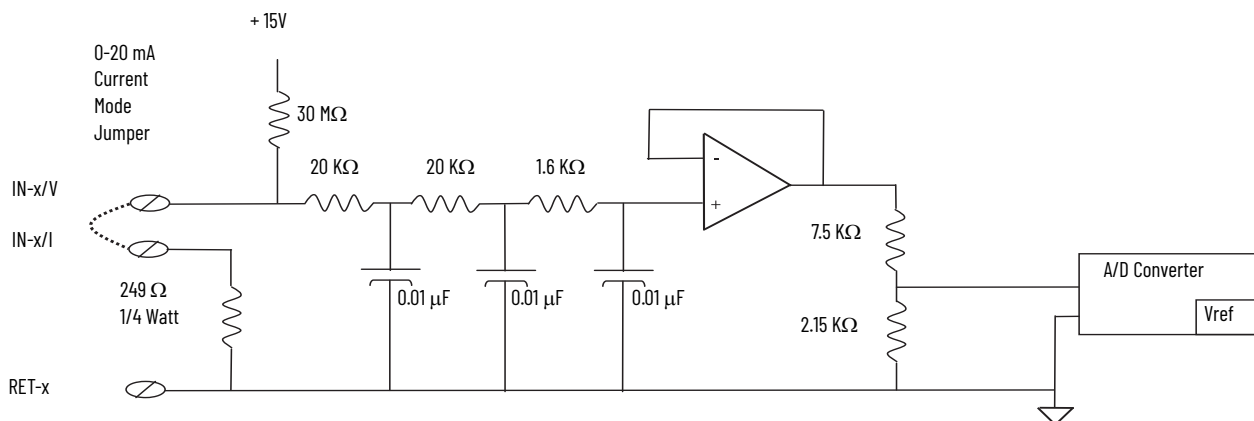 + 15V
0-20 mA
Current
Mode
Jumper
30 MΩ
20 KΩ
20 KΩ
1.6 KΩ
-
+
IN-x/V
IN-x/I
7.5 KΩ
A/D Converter
249 Ω
1/4 Watt
0.01 μF
0.01 μF
0.01 μF
Vref
2.15 KΩ
RET-x